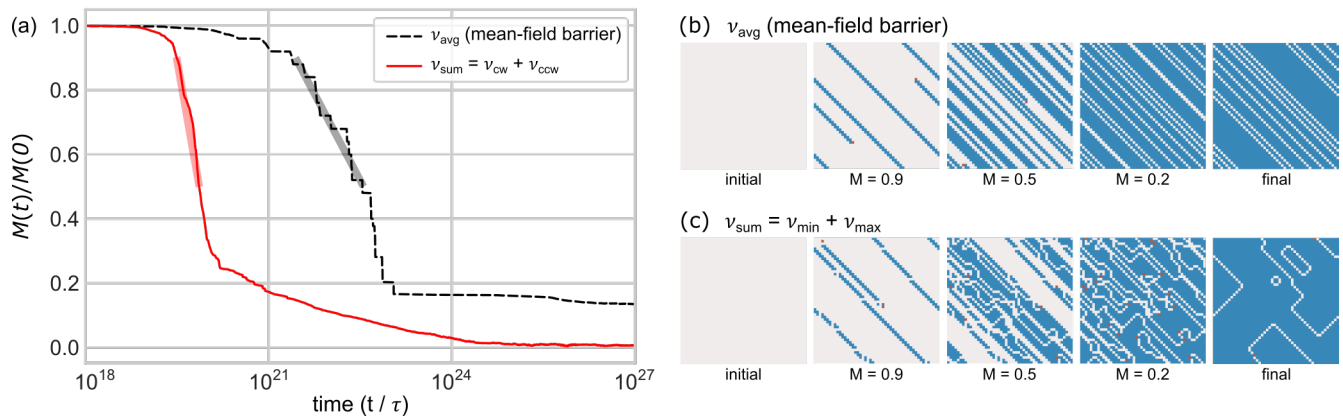 (a)
M(t)/M(0)
1.0
0.8
0.6
0.4
0.2
0.0
10^18
10^21
10^24
10^27
time (t / τ)
ν_avg (mean-field barrier)
ν_sum = ν_cw + ν_ccw
(b) ν_avg (mean-field barrier)
initial M = 0.9 M = 0.5 M = 0.2 final
(c) ν_sum = ν_min + ν_max
initial M = 0.9 M = 0.5 M = 0.2 final